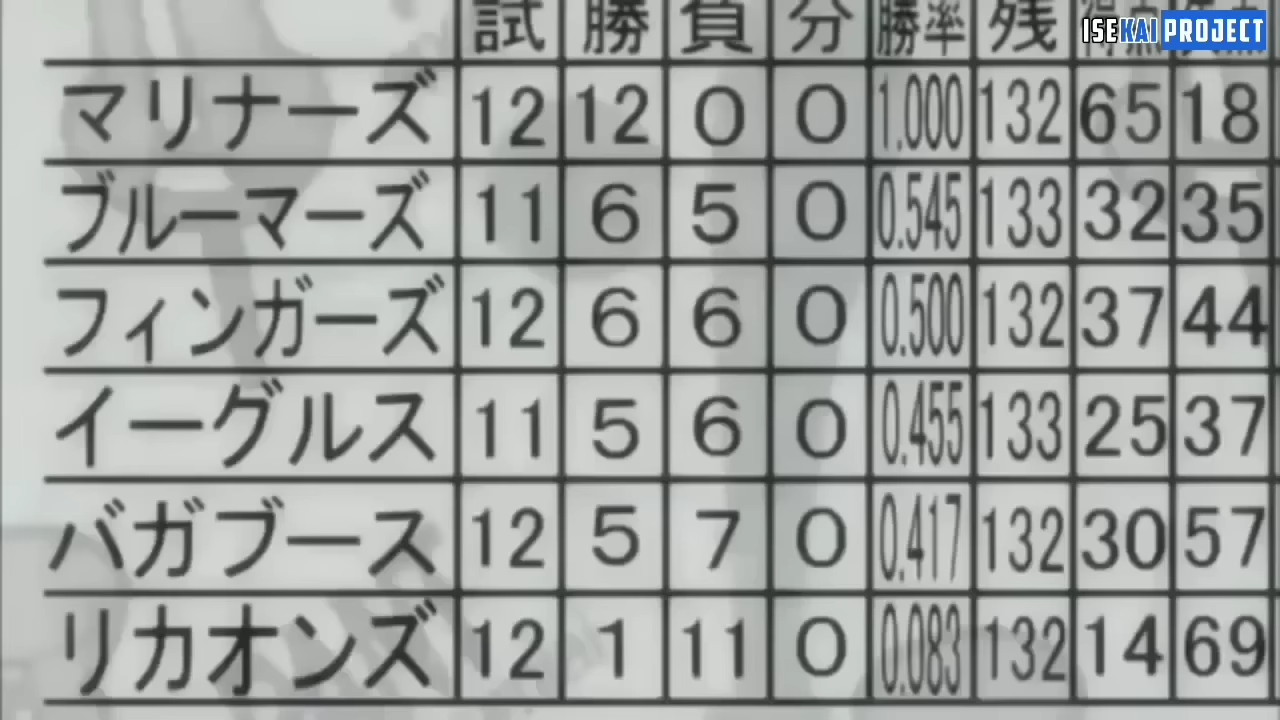 ISEKAI PROJECT
試 勝 負 分 勝率 残 得点 失点
マリナーズ 12 12 0 0 1.000 132 65 18
ブルーマーズ 11 6 5 0 0.545 133 32 35
フィンガーズ 12 6 6 0 0.500 132 37 44
イーグルス 11 5 6 0 0.455 133 25 37
バガブース 12 5 7 0 0.417 132 30 57
リカオンズ 12 1 11 0 0.083 132 14 69